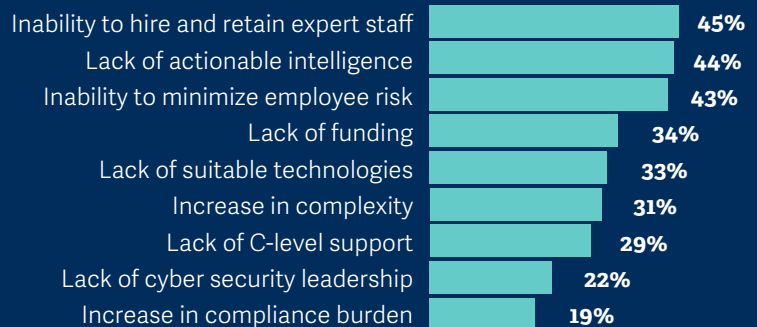 Inability to hire and retain expert staff 45%
Lack of actionable intelligence 44%
Inability to minimize employee risk 43%
Lack of funding 34%
Lack of suitable technologies 33%
Increase in complexity 31%
Lack of C-level support 29%
Lack of cyber security leadership 22%
Increase in compliance burden 19%